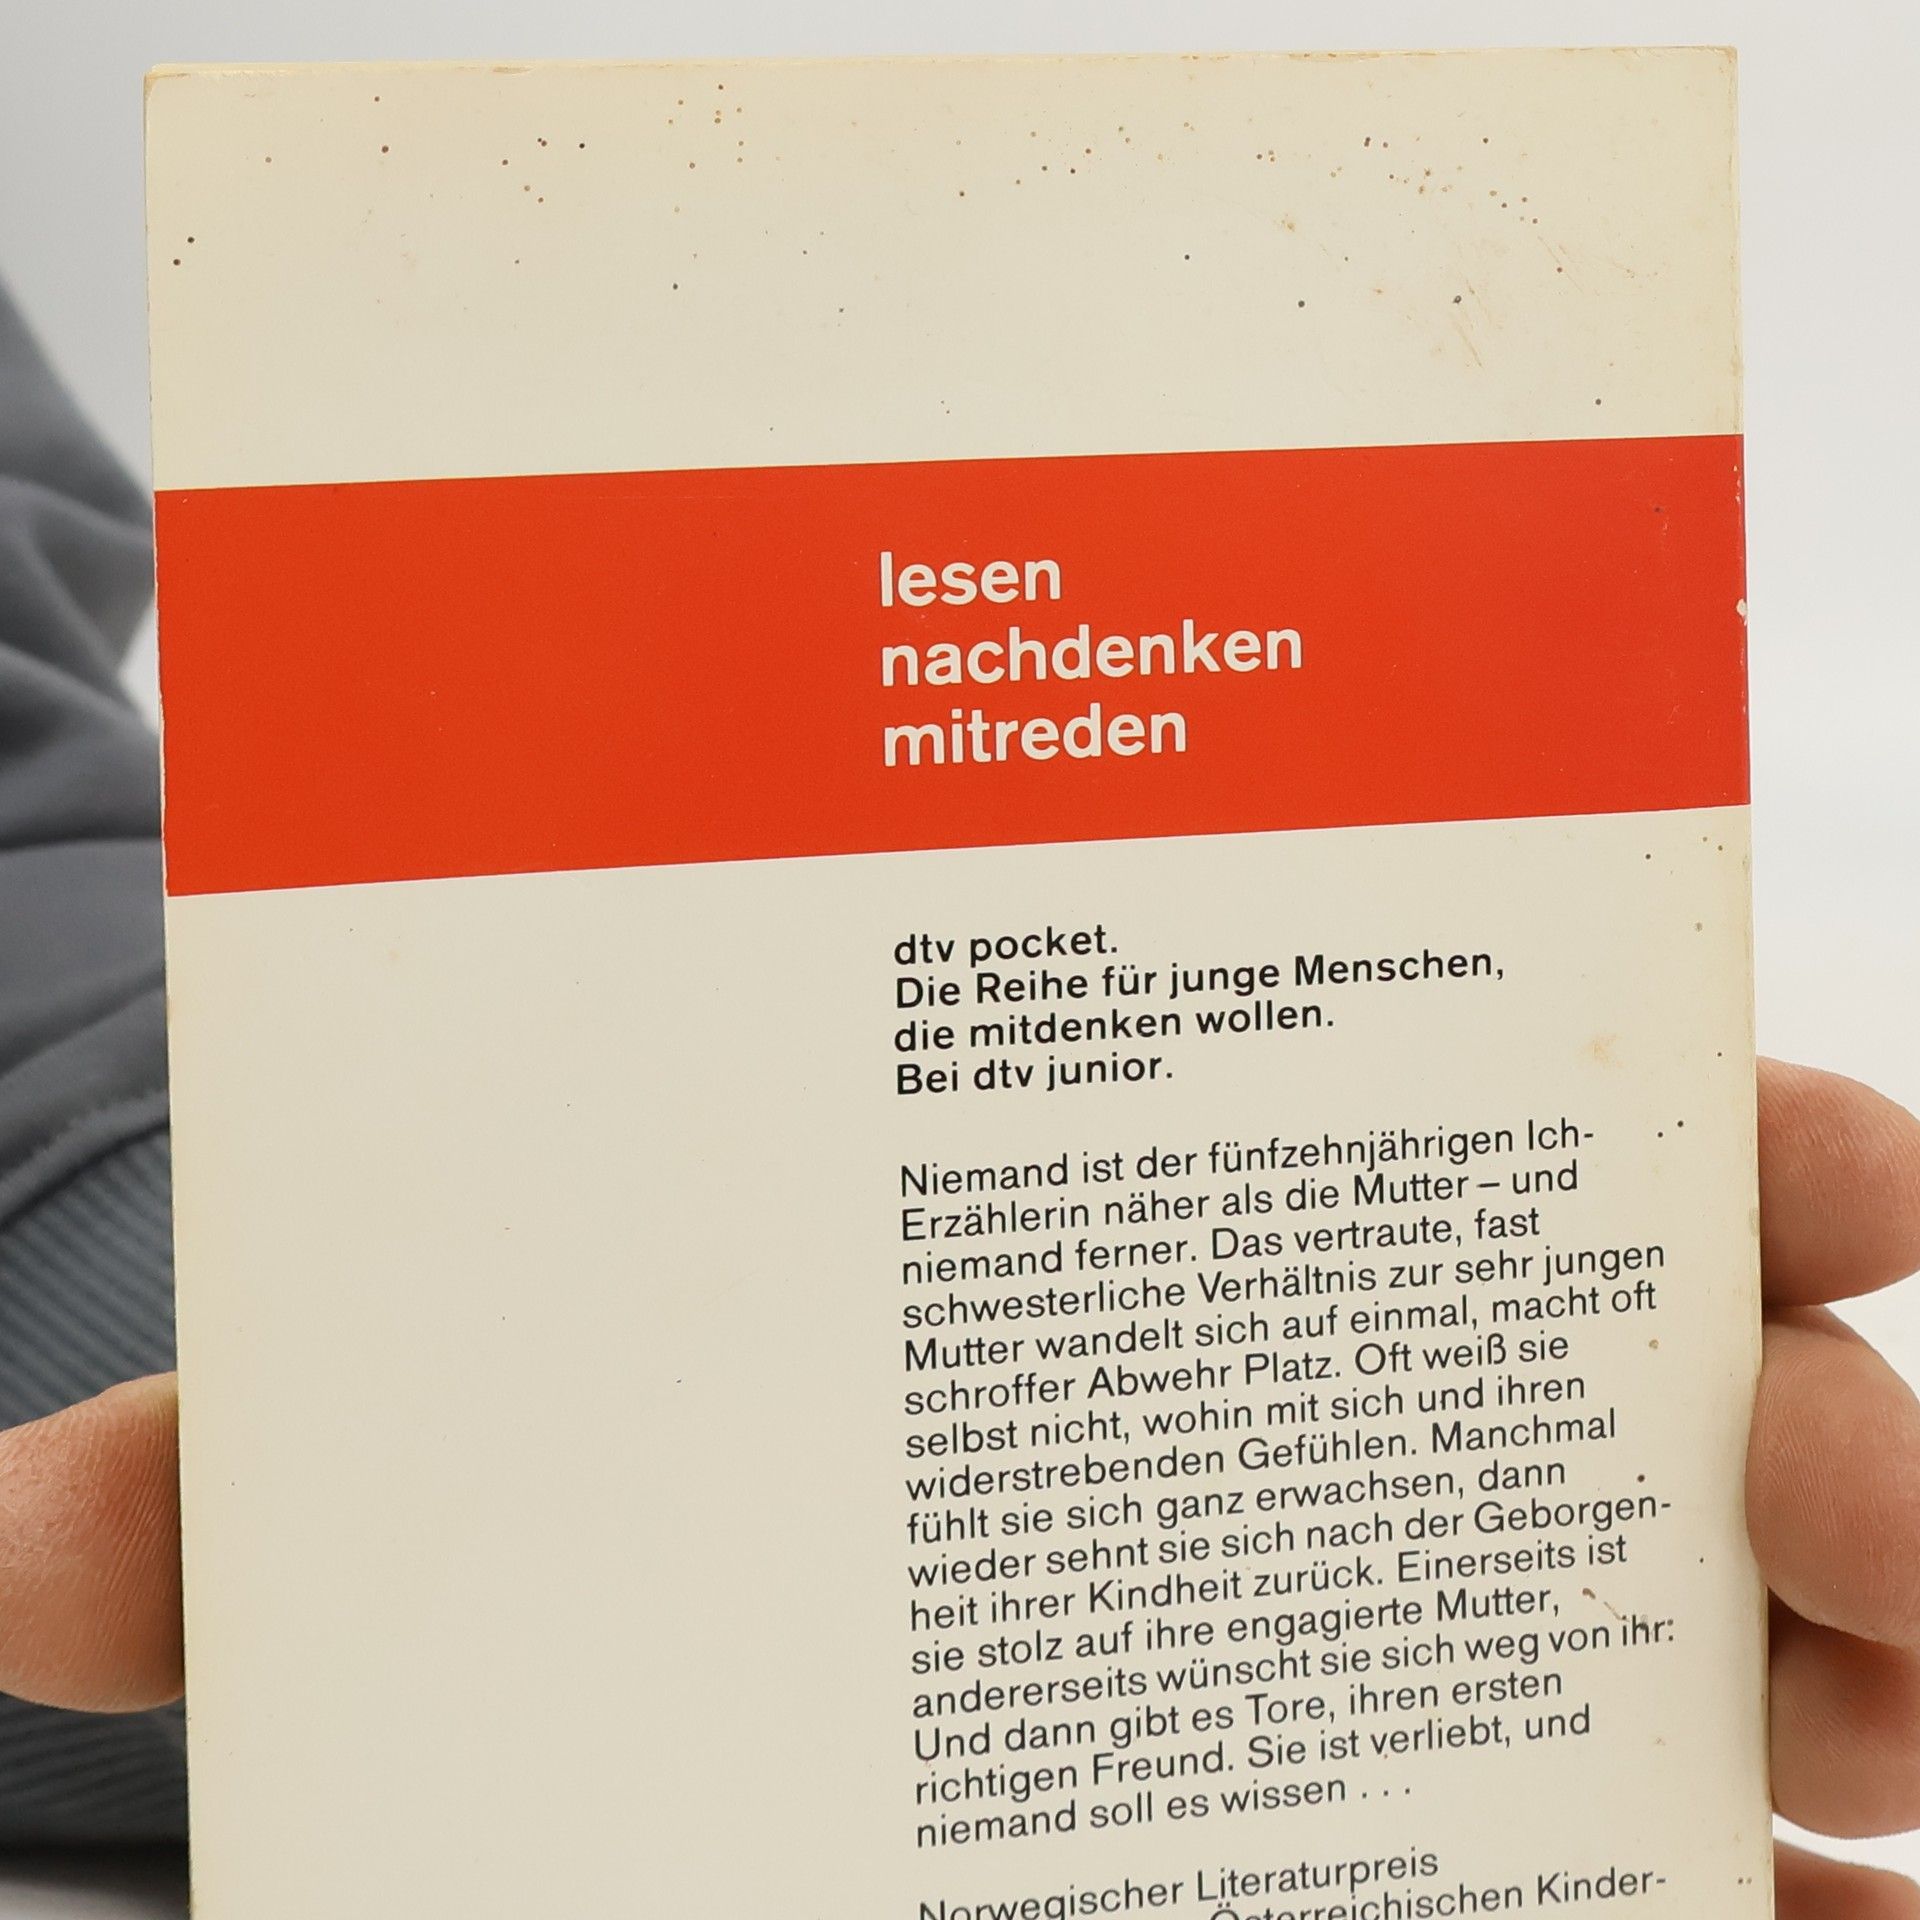 lesen
nachdenken
mitreden
dtv pocket.
Die Reihe für junge Menschen,
die mitdenken wollen.
Bei dtv junior.
Niemand ist der fünfzehnjährigen Ich-
Erzählerin näher als die Mutter – und
niemand ferner. Das vertraute, fast
schwesterliche Verhältnis zur sehr jungen
Mutter wandelt sich auf einmal, macht oft
schroffer Abwehr Platz. Oft weiß sie
selbst nicht, wohin mit sich und ihren
widerstrebenden Gefühlen. Manchmal
fühlt sie sich ganz erwachsen, dann
wieder sehnt sie sich nach der Geborgen-
heit ihrer Kindheit zurück. Einerseits ist
sie stolz auf ihre engagierte Mutter,
andererseits wünscht sie sich weg von ihr:
Und dann gibt es Tore, ihren ersten
richtigen Freund. Sie ist verliebt, und
niemand soll es wissen . . .
Norwegischer Literaturpreis
Österreichischen Kinder-